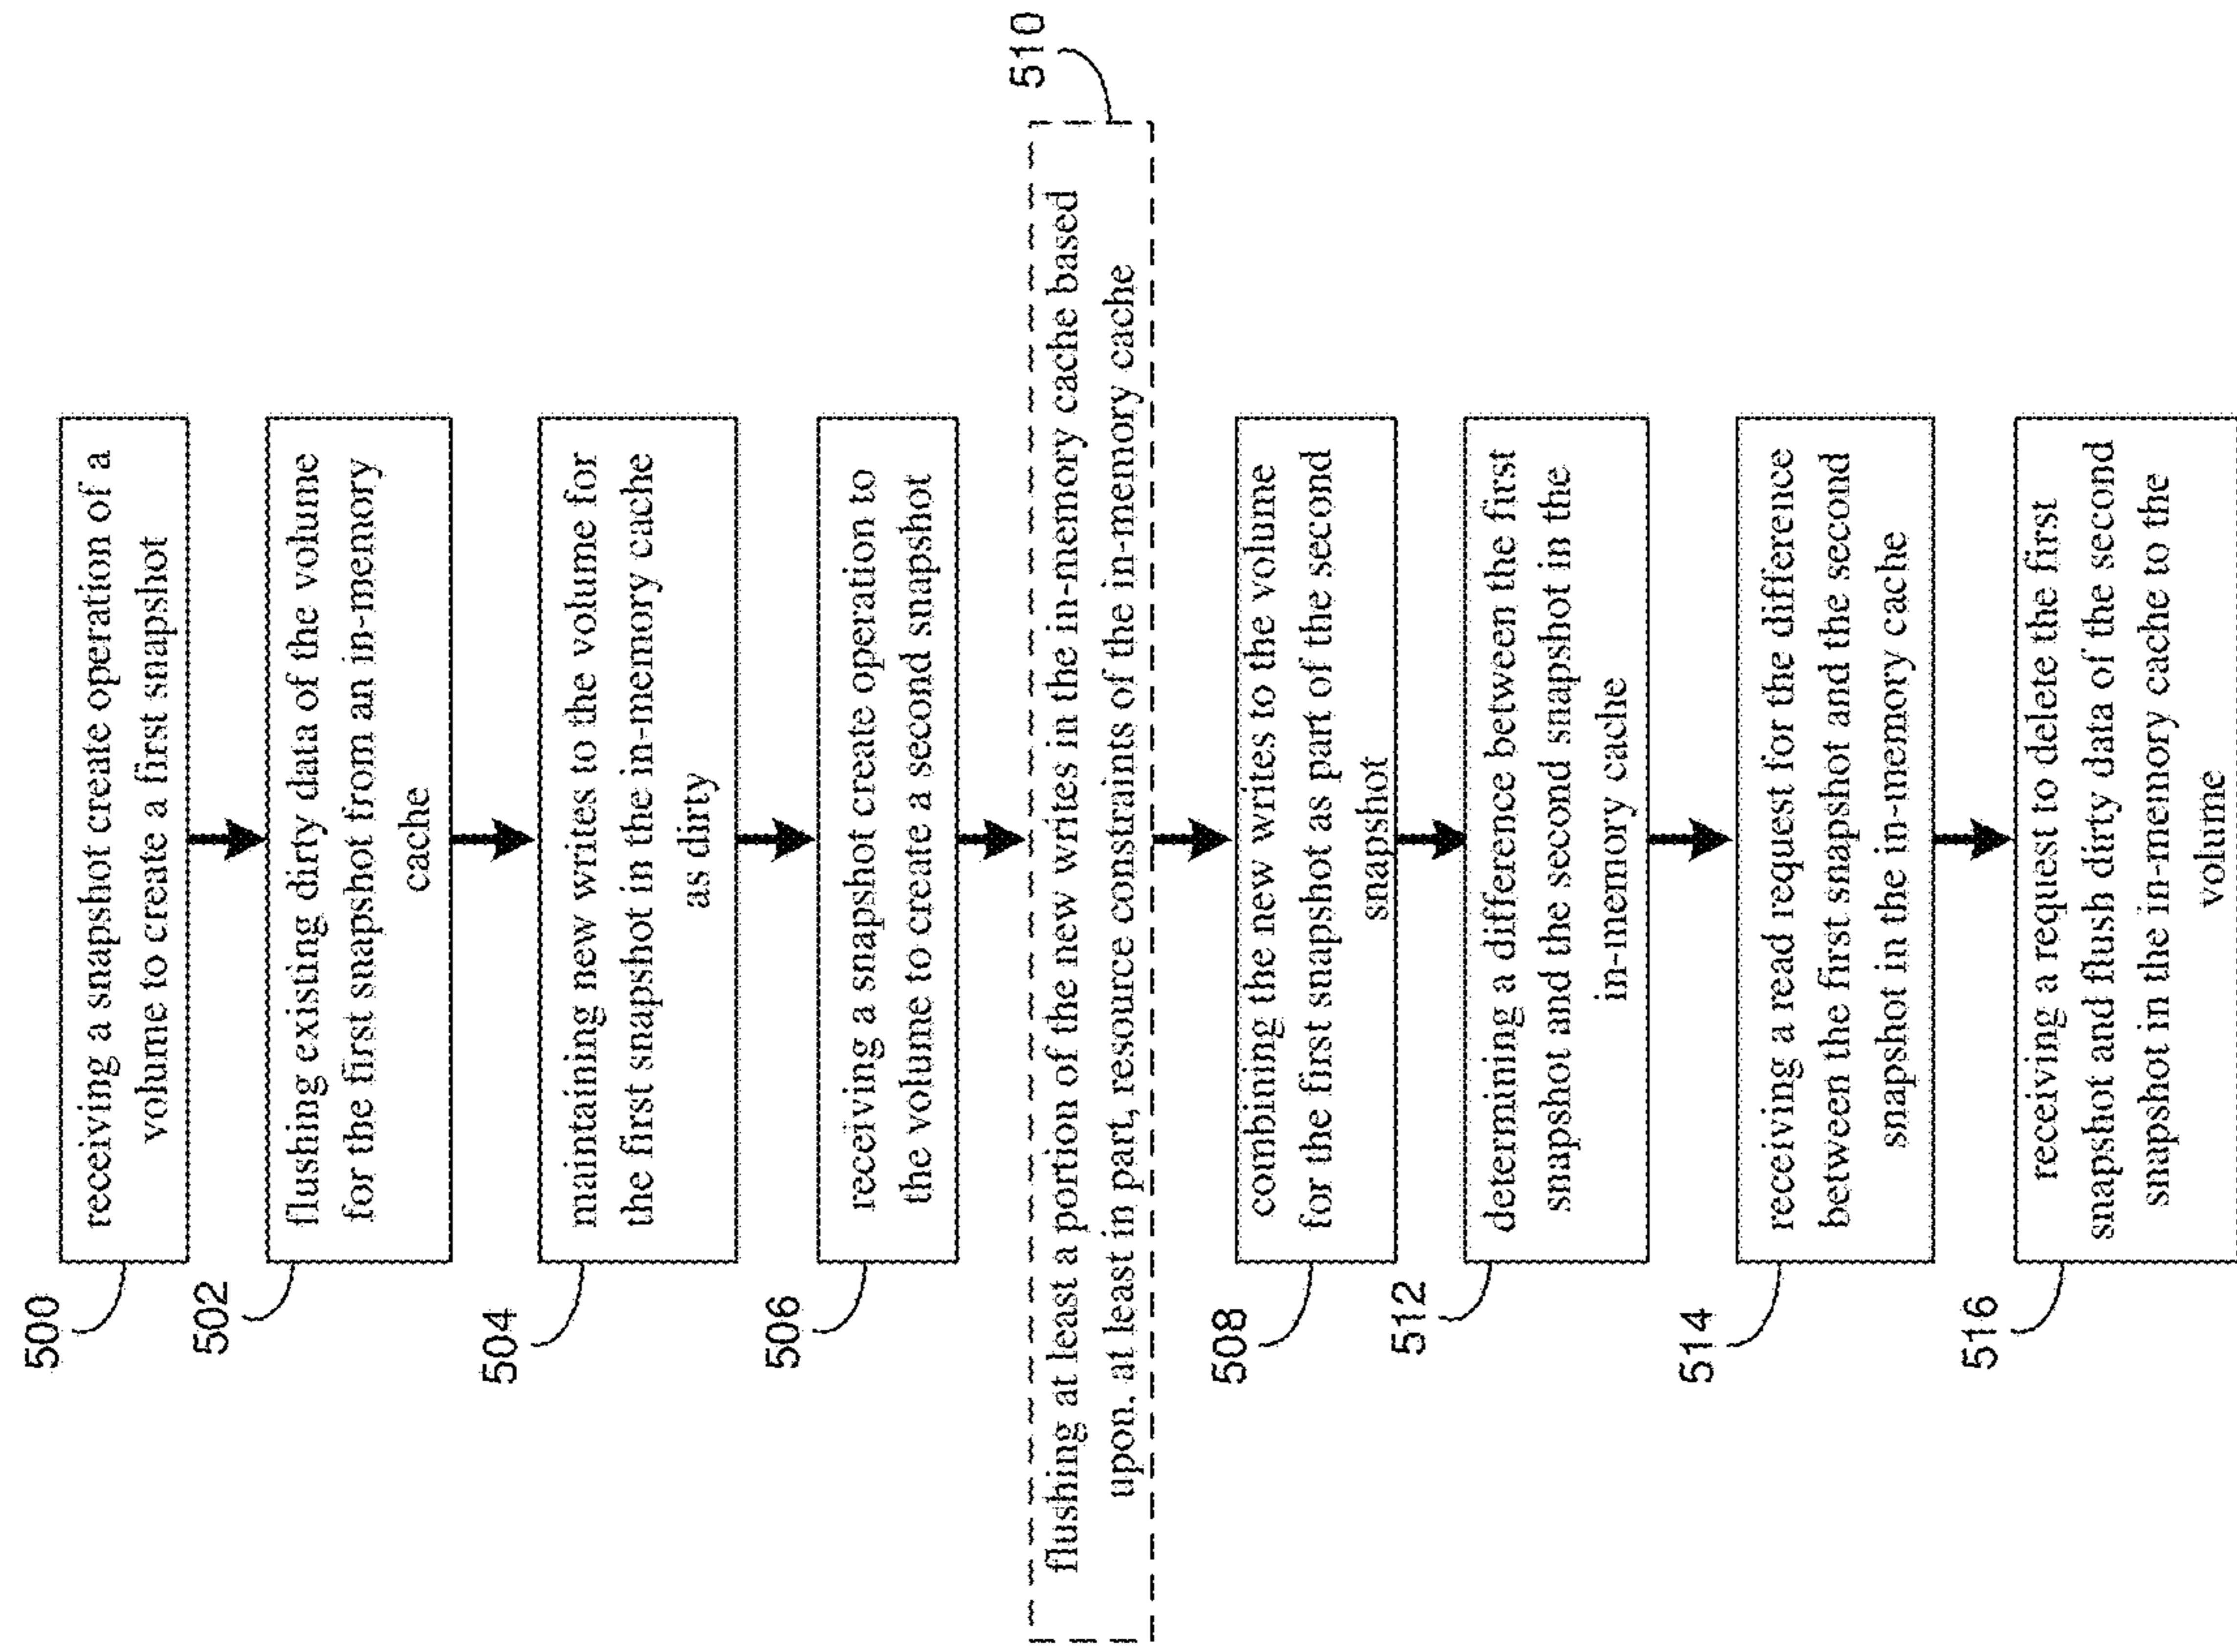 500
receiving a snapshot create operation of a
volume to create a first snapshot
502
flushing existing dirty data of the volume
for the first snapshot from an in-memory
cache
504
maintaining new writes to the volume for
the first snapshot in the in-memory cache
as dirty
506
receiving a snapshot create operation to
the volume to create a second snapshot
510
flushing at least a portion of the new writes in the in-memory cache based
upon, at least in part, resource constraints of the in-memory cache
508
combining the new writes to the volume
for the first snapshot as part of the second
snapshot
512
determining a difference between the first
snapshot and the second snapshot in the
in-memory cache
514
receiving a read request for the difference
between the first snapshot and the second
snapshot in the in-memory cache
516
receiving a request to delete the first
snapshot and flush dirty data of the second
snapshot in the in-memory cache to the
volume